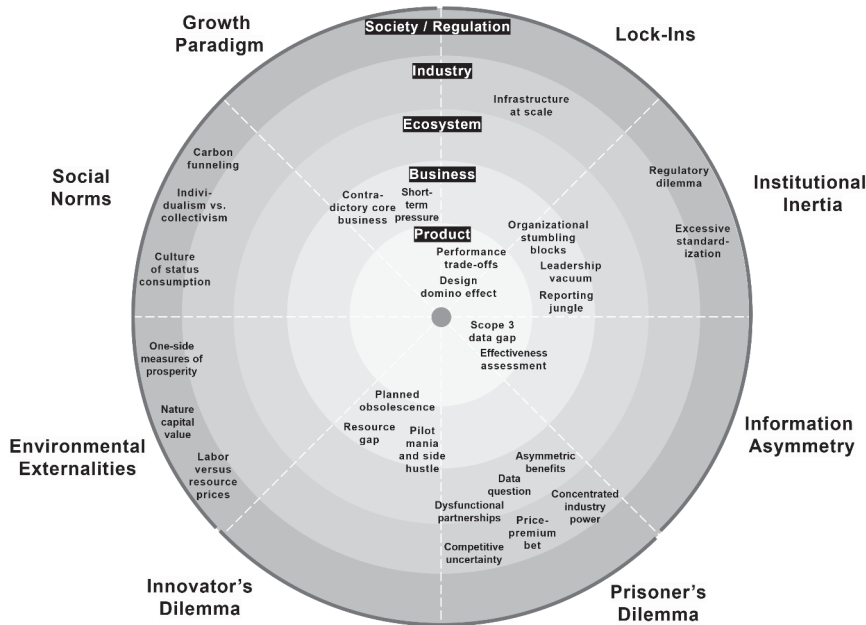 Growth
Paradigm
Society / Regulation
Lock-Ins
Industry
Infrastructure
at scale
Ecosystem
Social
Norms
Carbon
funneling
Indivi-
dualism vs.
collectivism
Culture
of status
consumption
Business
Contra-
dictory core
business
Short-
term
pressure
Regulatory
dilemma
Institutional
Inertia
Excessive
standard-
ization
Product
Performance
trade-offs
Design
domino effect
Organizational
stumbling
blocks
Leadership
vacuum
Reporting
jungle
Scope 3
data gap
Effectiveness
assessment
One-side
measures of
prosperity
Nature
capital
value
Labor
versus
resource
prices
Environmental
Externalities
Planned
obsolescence
Resource
gap
Pilot
mania
and side
hustle
Information
Asymmetry
Asymmetric
benefits
Data
question
Dysfunctional
partnerships
Concentrated
industry
power
Price-
premium
bet
Competitive
uncertainty
Innovator’s
Dilemma
Prisoner’s
Dilemma